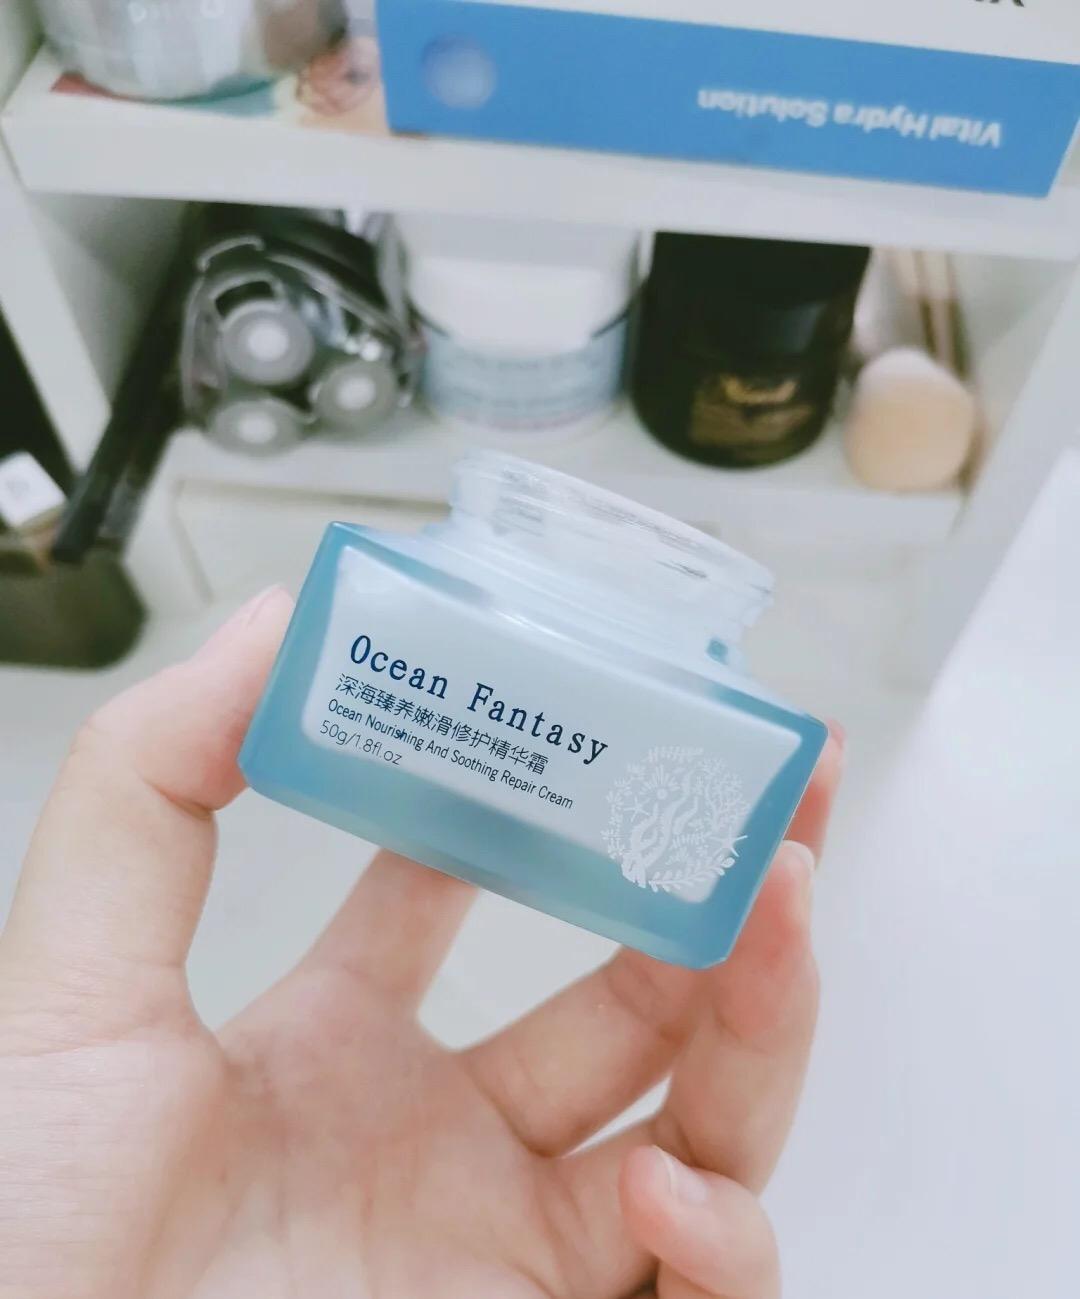 Vital Hydra Solution
Ocean Fantasy
深海臻养嫩滑修护精华霜
Ocean Nourishing And Soothing Repair Cream
50g/1.8fl.oz